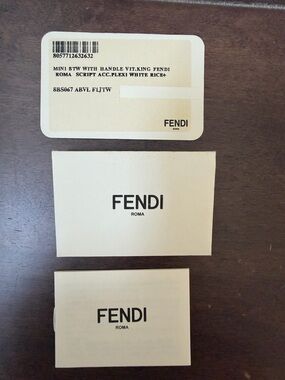 8057712632632
MINI STW WITH HANDLE VIT.KING FENDI
ROMA SCRIPT ACC.PLEXI WHITE RICE+
8BS067 ABVL F1JTW
FENDI
ROMA
FENDI
ROMA
FENDI
ROMA